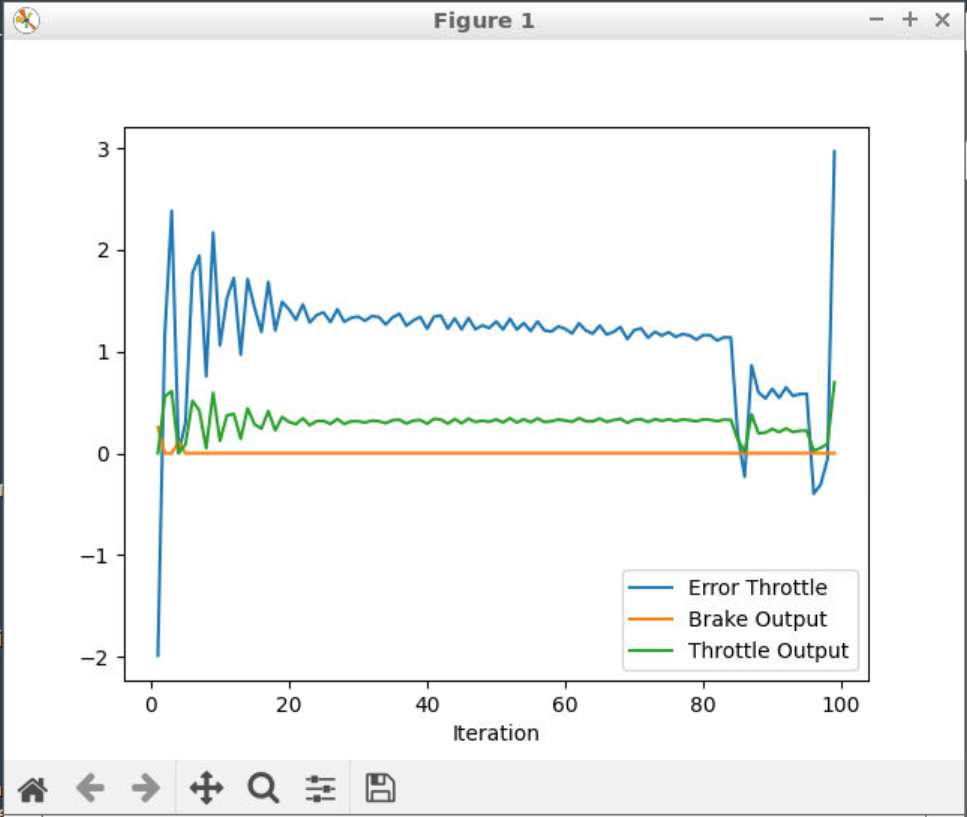 Figure 1
3
2
1
0
−1
−2
0 20 40 60 80 100
Iteration
Error Throttle
Brake Output
Throttle Output